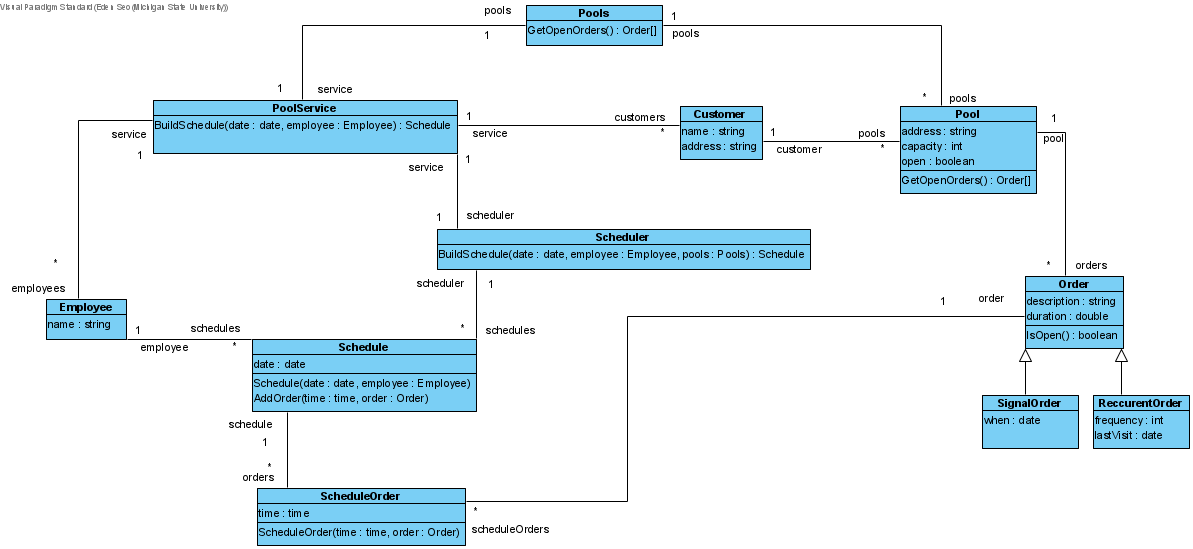 Visual Paradigm Standard (Eden Seo (Michigan State University))
pools
Pools
1
GetOpenOrders() : Order[]
1
pools
1
service
*
pools
PoolService
BuildSchedule(date : date, employee : Employee) : Schedule
service
1
1
service
customers
*
Customer
name : string
address : string
1
customer
pools
*
Pool
address : string
capacity : int
open : boolean
GetOpenOrders() : Order[]
1
pool
service
1
1
scheduler
Scheduler
BuildSchedule(date : date, employee : Employee, pools : Pools) : Schedule
*
employees
scheduler
1
*
orders
Employee
name : string
1
employee
schedules
*
*
schedules
1
order
Order
description : string
duration : double
IsOpen() : boolean
Schedule
date : date
Schedule(date : date, employee : Employee)
AddOrder(time : time, order : Order)
SignalOrder
when : date
ReccurentOrder
frequency : int
lastVisit : date
schedule
1
*
orders
ScheduleOrder
time : time
ScheduleOrder(time : time, order : Order)
*
scheduleOrders